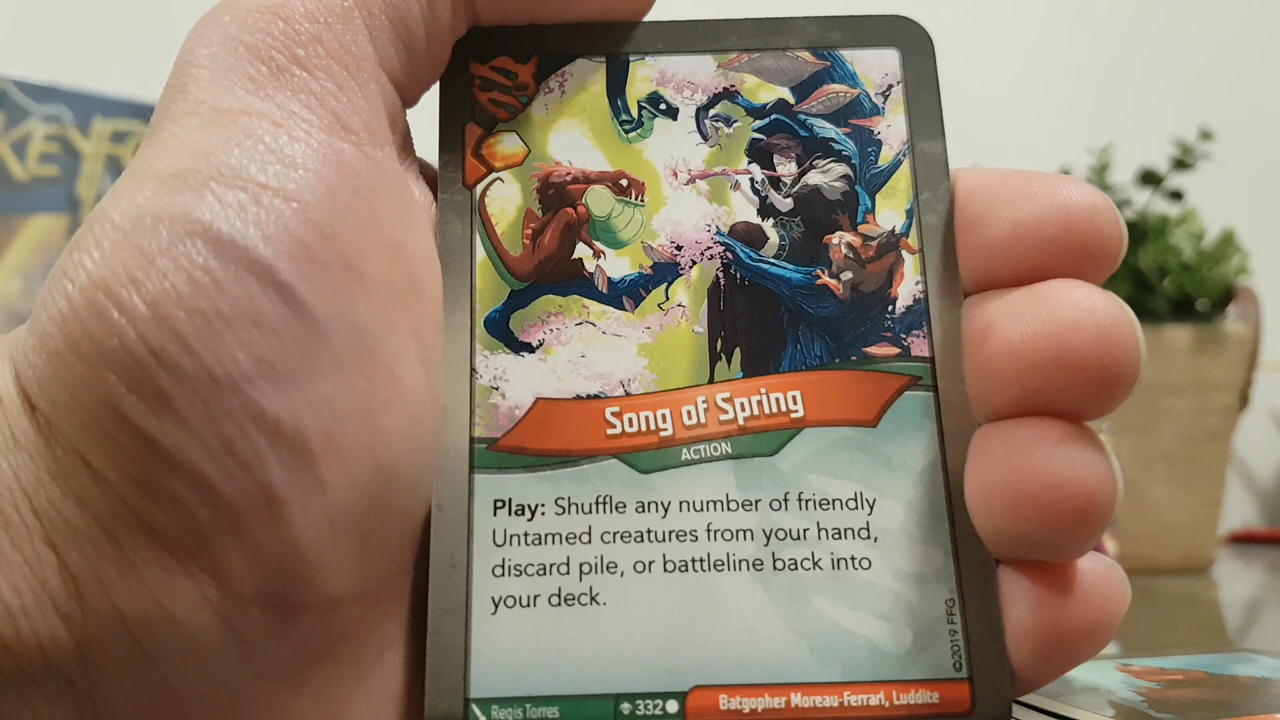 KEYFO
Song of Spring
ACTION
Play: Shuffle any number of friendly
Untamed creatures from your hand,
discard pile, or battleline back into
your deck.
©2019 FFG
Regis Torres
332
Batgopher Moreau-Ferrari, Luddite